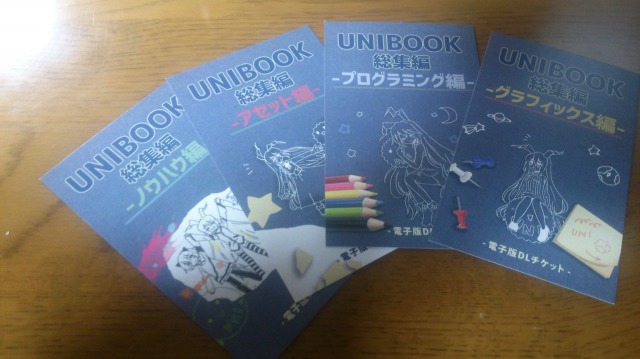 UNIBOOK
総集編
-ノウハウ編
UNIBOOK
総集編
-アセット編-
電子
UNIBOOK
総集編
-プログラミング編-
電子版DL
UNIBOOK
総集編
-グラフィックス編-
UNI
-電子版DLチケット-